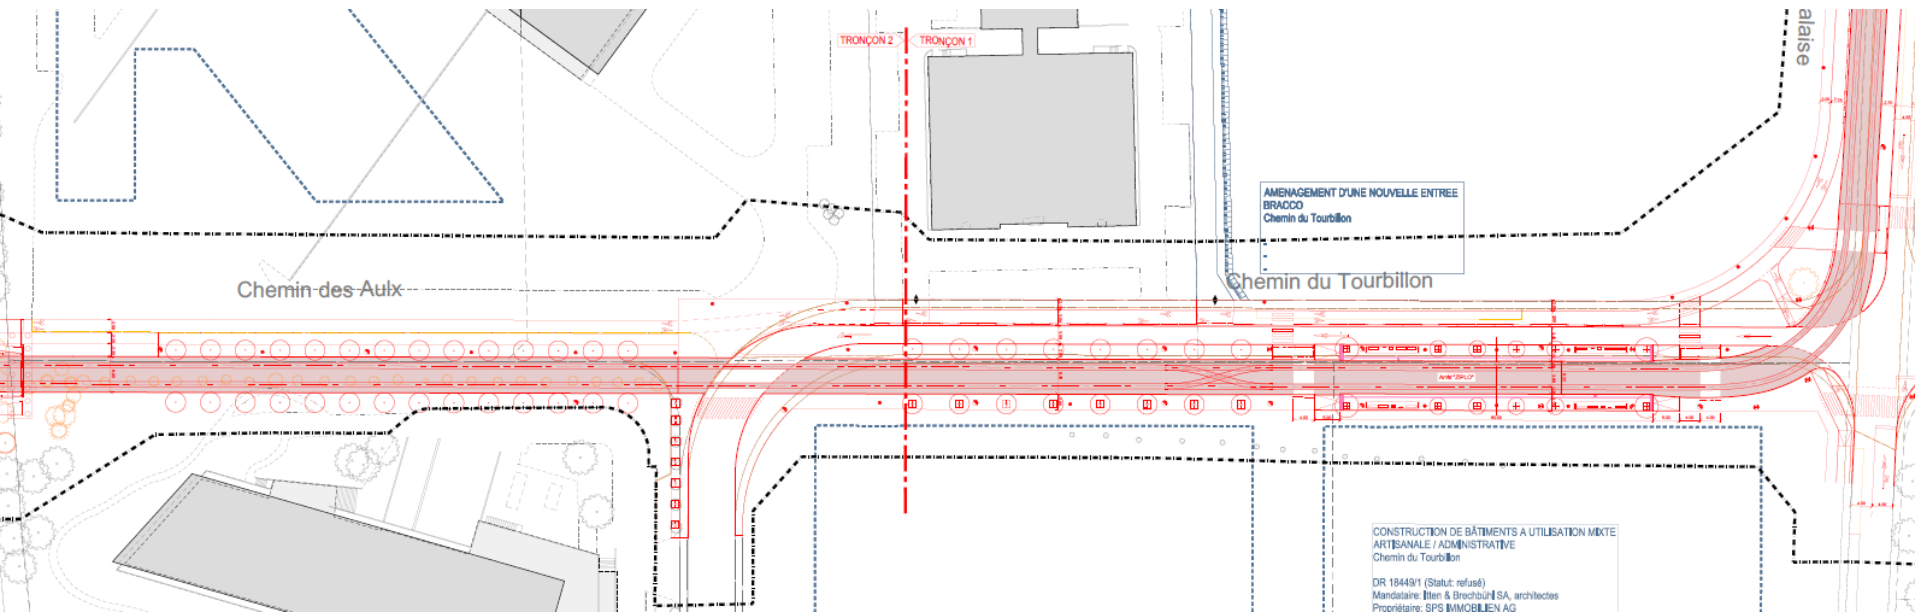 TRONÇON 2
TRONÇON 1
alaise
AMENAGEMENT D'UNE NOUVELLE ENTREE
BRACCO
Chemin du Tourbillon
-
-
-
Chemin des Aulx
Chemin du Tourbillon
Arrêt "ZIPLO"
CONSTRUCTION DE BÂTIMENTS A UTILISATION MIXTE
ARTISANALE / ADMINISTRATIVE
Chemin du Tourbillon
DR 18449/1 (Statut: refusé)
Mandataire: Itten & Brechbühl SA, architectes
Propriétaire: SPS IMMOBILIEN AG